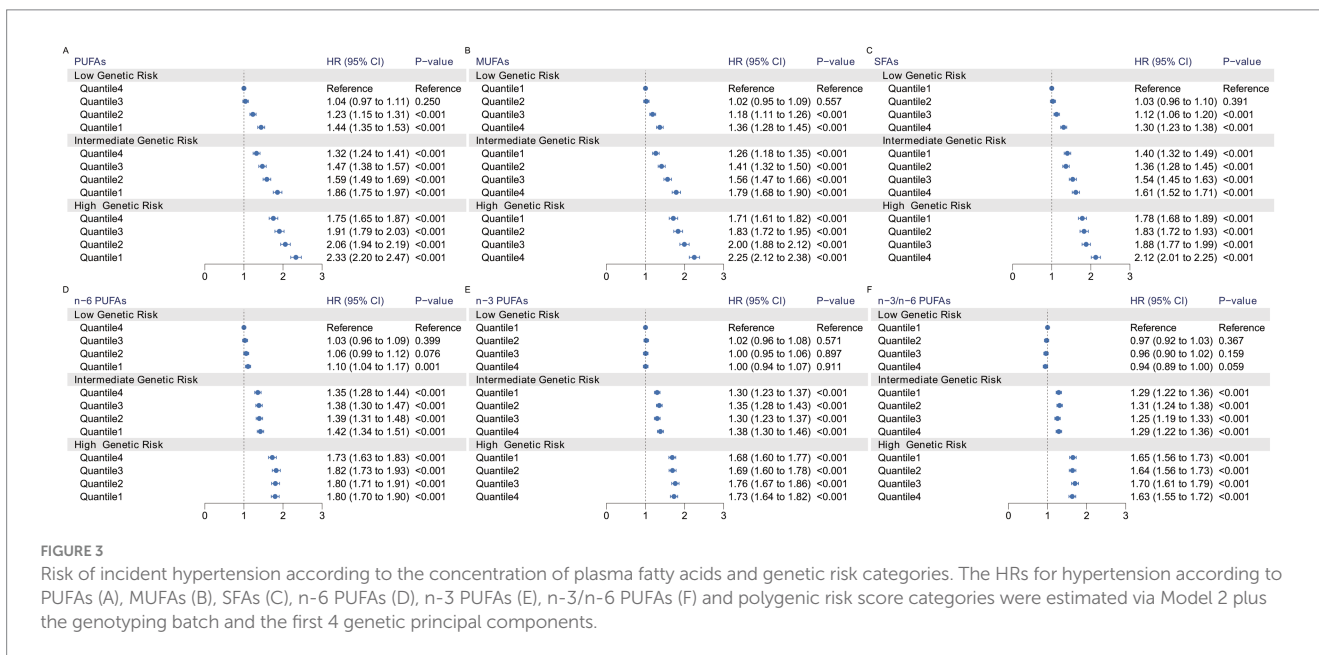 A
PUFAs HR (95% CI) P-value
Low Genetic Risk
Quantile4 Reference Reference
Quantile3 1.04 (0.97 to 1.11) 0.250
Quantile2 1.23 (1.15 to 1.31) <0.001
Quantile1 1.44 (1.35 to 1.53) <0.001
Intermediate Genetic Risk
Quantile4 1.32 (1.24 to 1.41) <0.001
Quantile3 1.47 (1.38 to 1.57) <0.001
Quantile2 1.59 (1.49 to 1.69) <0.001
Quantile1 1.86 (1.75 to 1.97) <0.001
High Genetic Risk
Quantile4 1.75 (1.65 to 1.87) <0.001
Quantile3 1.91 (1.79 to 2.03) <0.001
Quantile2 2.06 (1.94 to 2.19) <0.001
Quantile1 2.33 (2.20 to 2.47) <0.001
0 1 2 3
B
MUFAs HR (95% CI) P-value
Low Genetic Risk
Quantile1 Reference Reference
Quantile2 1.02 (0.95 to 1.09) 0.557
Quantile3 1.18 (1.11 to 1.26) <0.001
Quantile4 1.36 (1.28 to 1.45) <0.001
Intermediate Genetic Risk
Quantile1 1.26 (1.18 to 1.35) <0.001
Quantile2 1.41 (1.32 to 1.50) <0.001
Quantile3 1.56 (1.47 to 1.66) <0.001
Quantile4 1.79 (1.68 to 1.90) <0.001
High Genetic Risk
Quantile1 1.71 (1.61 to 1.82) <0.001
Quantile2 1.83 (1.72 to 1.95) <0.001
Quantile3 2.00 (1.88 to 2.12) <0.001
Quantile4 2.25 (2.12 to 2.38) <0.001
0 1 2 3
C
SFAs HR (95% CI) P-value
Low Genetic Risk
Quantile1 Reference Reference
Quantile2 1.03 (0.96 to 1.10) 0.391
Quantile3 1.12 (1.06 to 1.20) <0.001
Quantile4 1.30 (1.23 to 1.38) <0.001
Intermediate Genetic Risk
Quantile1 1.40 (1.32 to 1.49) <0.001
Quantile2 1.36 (1.28 to 1.45) <0.001
Quantile3 1.54 (1.45 to 1.63) <0.001
Quantile4 1.61 (1.52 to 1.71) <0.001
High Genetic Risk
Quantile1 1.78 (1.68 to 1.89) <0.001
Quantile2 1.83 (1.72 to 1.93) <0.001
Quantile3 1.88 (1.77 to 1.99) <0.001
Quantile4 2.12 (2.01 to 2.25) <0.001
0 1 2 3
D
n-6 PUFAs HR (95% CI) P-value
Low Genetic Risk
Quantile4 Reference Reference
Quantile3 1.03 (0.96 to 1.09) 0.399
Quantile2 1.06 (0.99 to 1.12) 0.076
Quantile1 1.10 (1.04 to 1.17) 0.001
Intermediate Genetic Risk
Quantile4 1.35 (1.28 to 1.44) <0.001
Quantile3 1.38 (1.30 to 1.47) <0.001
Quantile2 1.39 (1.31 to 1.48) <0.001
Quantile1 1.42 (1.34 to 1.51) <0.001
High Genetic Risk
Quantile4 1.73 (1.63 to 1.83) <0.001
Quantile3 1.82 (1.73 to 1.93) <0.001
Quantile2 1.80 (1.71 to 1.91) <0.001
Quantile1 1.80 (1.70 to 1.90) <0.001
0 1 2 3
E
n-3 PUFAs HR (95% CI) P-value
Low Genetic Risk
Quantile1 Reference Reference
Quantile2 1.02 (0.96 to 1.08) 0.571
Quantile3 1.00 (0.95 to 1.06) 0.897
Quantile4 1.00 (0.94 to 1.07) 0.911
Intermediate Genetic Risk
Quantile1 1.30 (1.23 to 1.37) <0.001
Quantile2 1.35 (1.28 to 1.43) <0.001
Quantile3 1.30 (1.23 to 1.37) <0.001
Quantile4 1.38 (1.30 to 1.46) <0.001
High Genetic Risk
Quantile1 1.68 (1.60 to 1.77) <0.001
Quantile2 1.69 (1.60 to 1.78) <0.001
Quantile3 1.76 (1.67 to 1.86) <0.001
Quantile4 1.73 (1.64 to 1.82) <0.001
0 1 2 3
F
n-3/n-6 PUFAs HR (95% CI) P-value
Low Genetic Risk
Quantile1 Reference Reference
Quantile2 0.97 (0.92 to 1.03) 0.367
Quantile3 0.96 (0.90 to 1.02) 0.159
Quantile4 0.94 (0.89 to 1.00) 0.059
Intermediate Genetic Risk
Quantile1 1.29 (1.22 to 1.36) <0.001
Quantile2 1.31 (1.24 to 1.38) <0.001
Quantile3 1.25 (1.19 to 1.33) <0.001
Quantile4 1.29 (1.22 to 1.36) <0.001
High Genetic Risk
Quantile1 1.65 (1.56 to 1.73) <0.001
Quantile2 1.64 (1.56 to 1.73) <0.001
Quantile3 1.70 (1.61 to 1.79) <0.001
Quantile4 1.63 (1.55 to 1.72) <0.001
0 1 2 3
FIGURE 3
Risk of incident hypertension according to the concentration of plasma fatty acids and genetic risk categories. The HRs for hypertension according to
PUFAs (A), MUFAs (B), SFAs (C), n-6 PUFAs (D), n-3 PUFAs (E), n-3/n-6 PUFAs (F) and polygenic risk score categories were estimated via Model 2 plus
the genotyping batch and the first 4 genetic principal components.